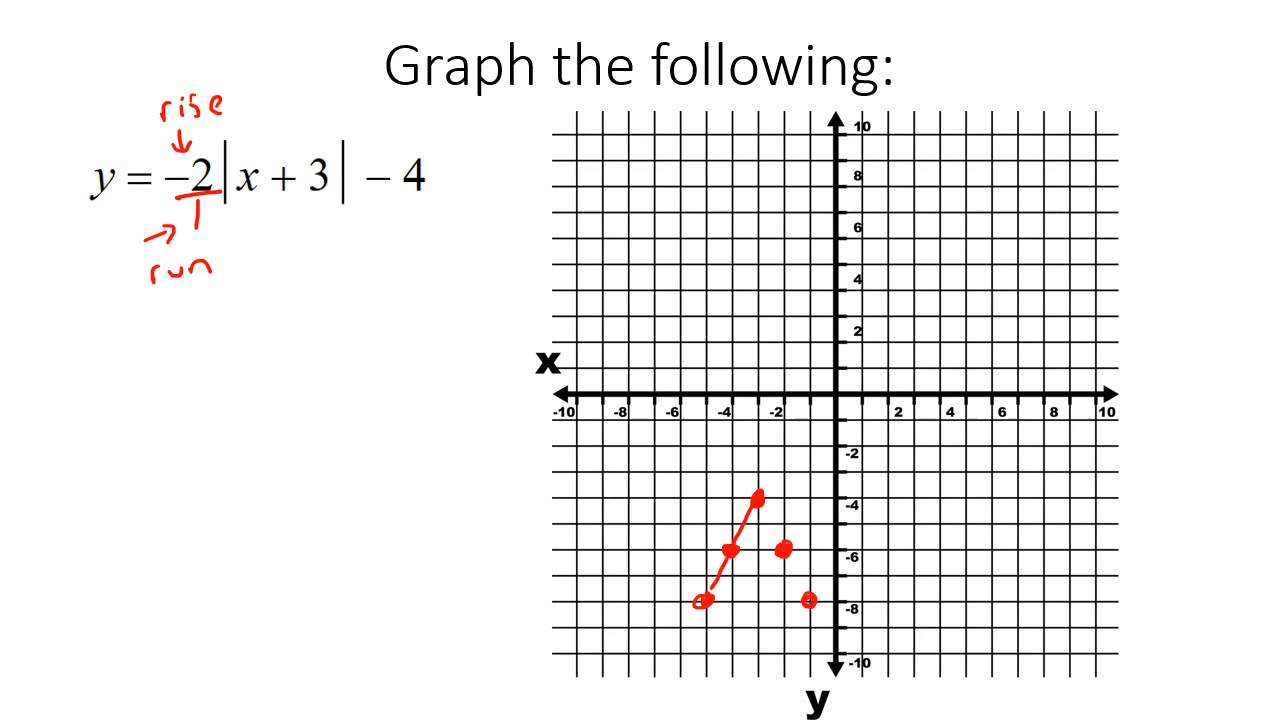 Graph the following:
rise
y = −2|x + 3| − 4
1
run
10
8
6
4
2
x
-10 -8 -6 -4 -2 2 4 6 8 10
-2
-4
-6
-8
-10
y